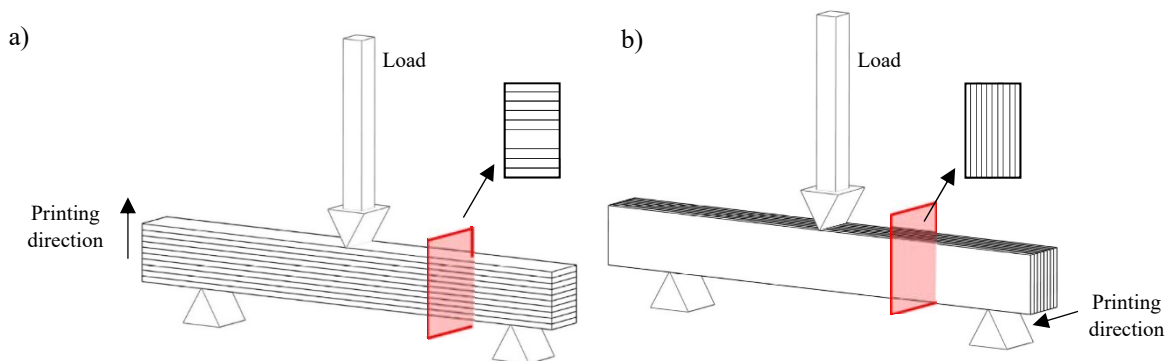 a)
Load
Printing
direction
b)
Load
Printing
direction